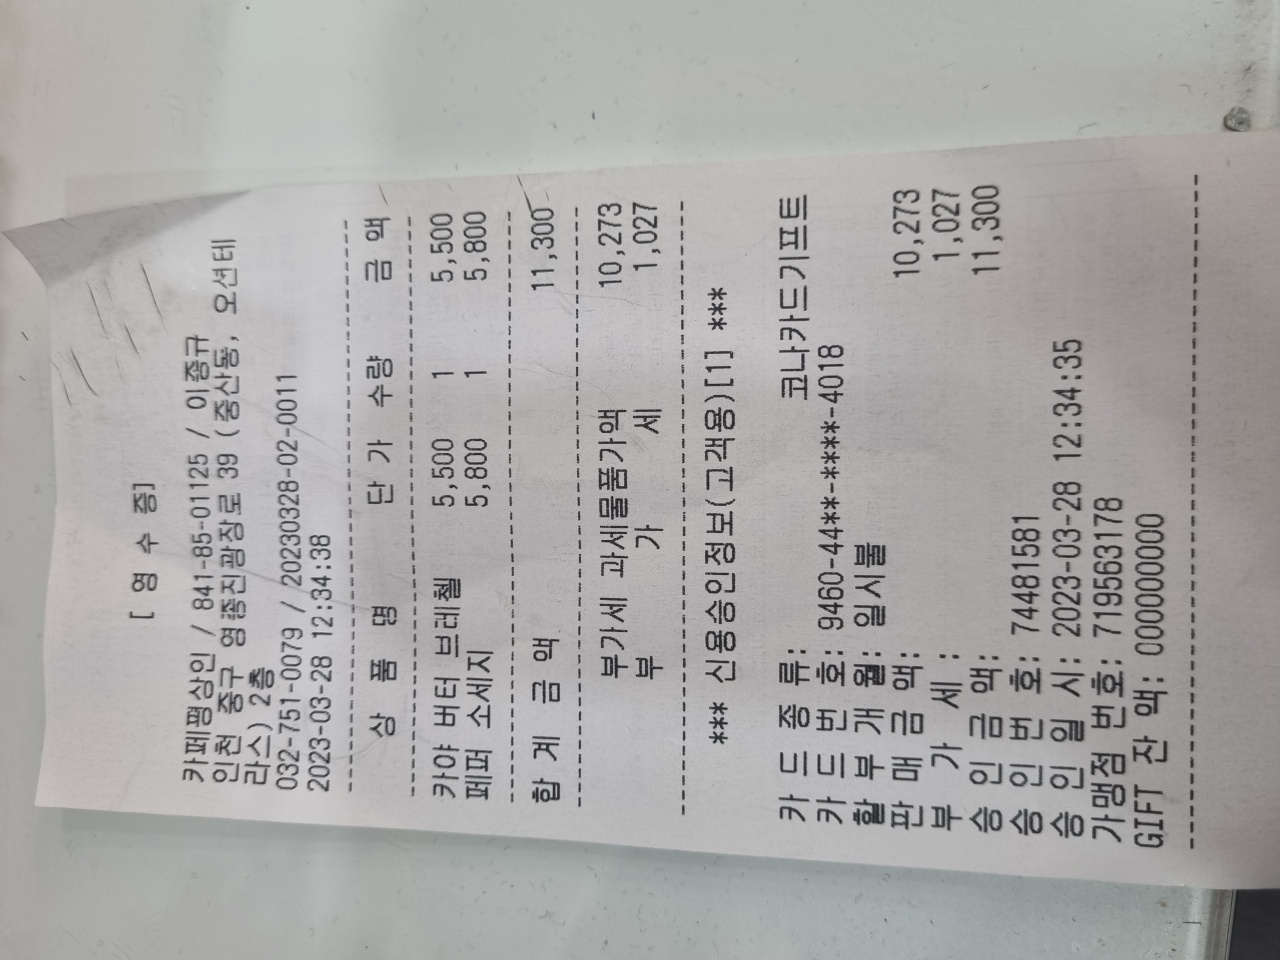 [ 영 수 증]
카페평상인 / 841-85-01125 / 이종규
인천 중구 영종진광장로 39 (중산동, 오션테
라스) 2층
032-751-0079 / 20230328-02-0011
2023-03-28 12:34:38
상 품 명 단 가 수량 금 액
카야 버터 브레첼 5,500 1 5,500
페퍼 소세지 5,800 1 5,800
합 계 금 액 11,300
부가세 과세물품가액 10,273
부 가 세 1,027
*** 신용승인정보(고객용)[1] ***
카 드 종 류: 코나카드기프트
카 드 번 호: 9460-44**-****-4018
할 부 개 월: 일시불
판 매 금 액: 10,273
부 가 세 : 1,027
승 인 금 액: 11,300
승 인 번 호: 74481581
승 인 일 시: 2023-03-28 12:34:35
가맹점 번호: 719563178
GIFT 잔 액: 000000000